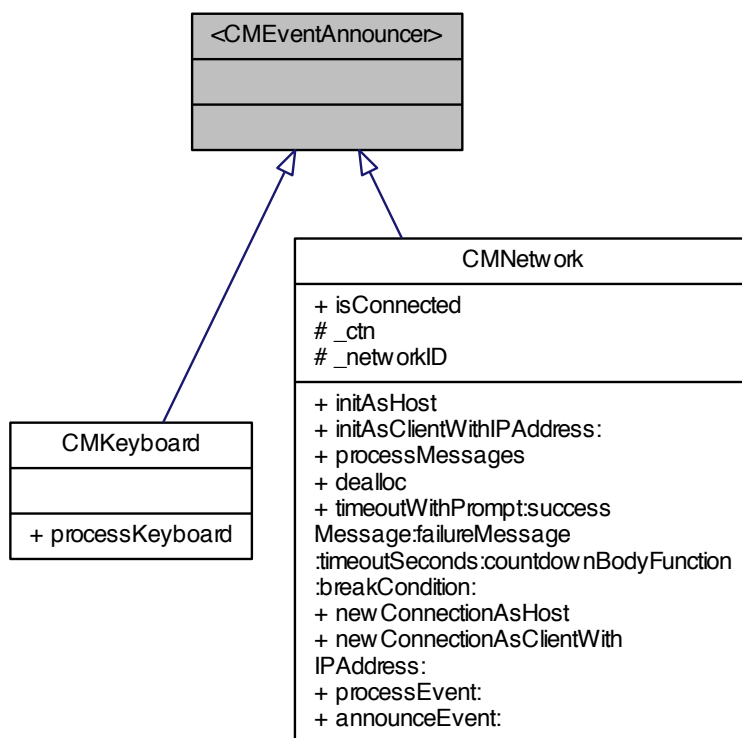 <CMEventAnnouncer>
CMNetwork
+ isConnected
# _ctn
# _networkID
+ initAsHost
+ initAsClientWithIPAddress:
+ processMessages
+ dealloc
+ timeoutWithPrompt:success
Message:failureMessage
:timeoutSeconds:countdownBodyFunction
:breakCondition:
+ newConnectionAsHost
+ newConnectionAsClientWith
IPAddress:
+ processEvent:
+ announceEvent:
CMKeyboard
+ processKeyboard